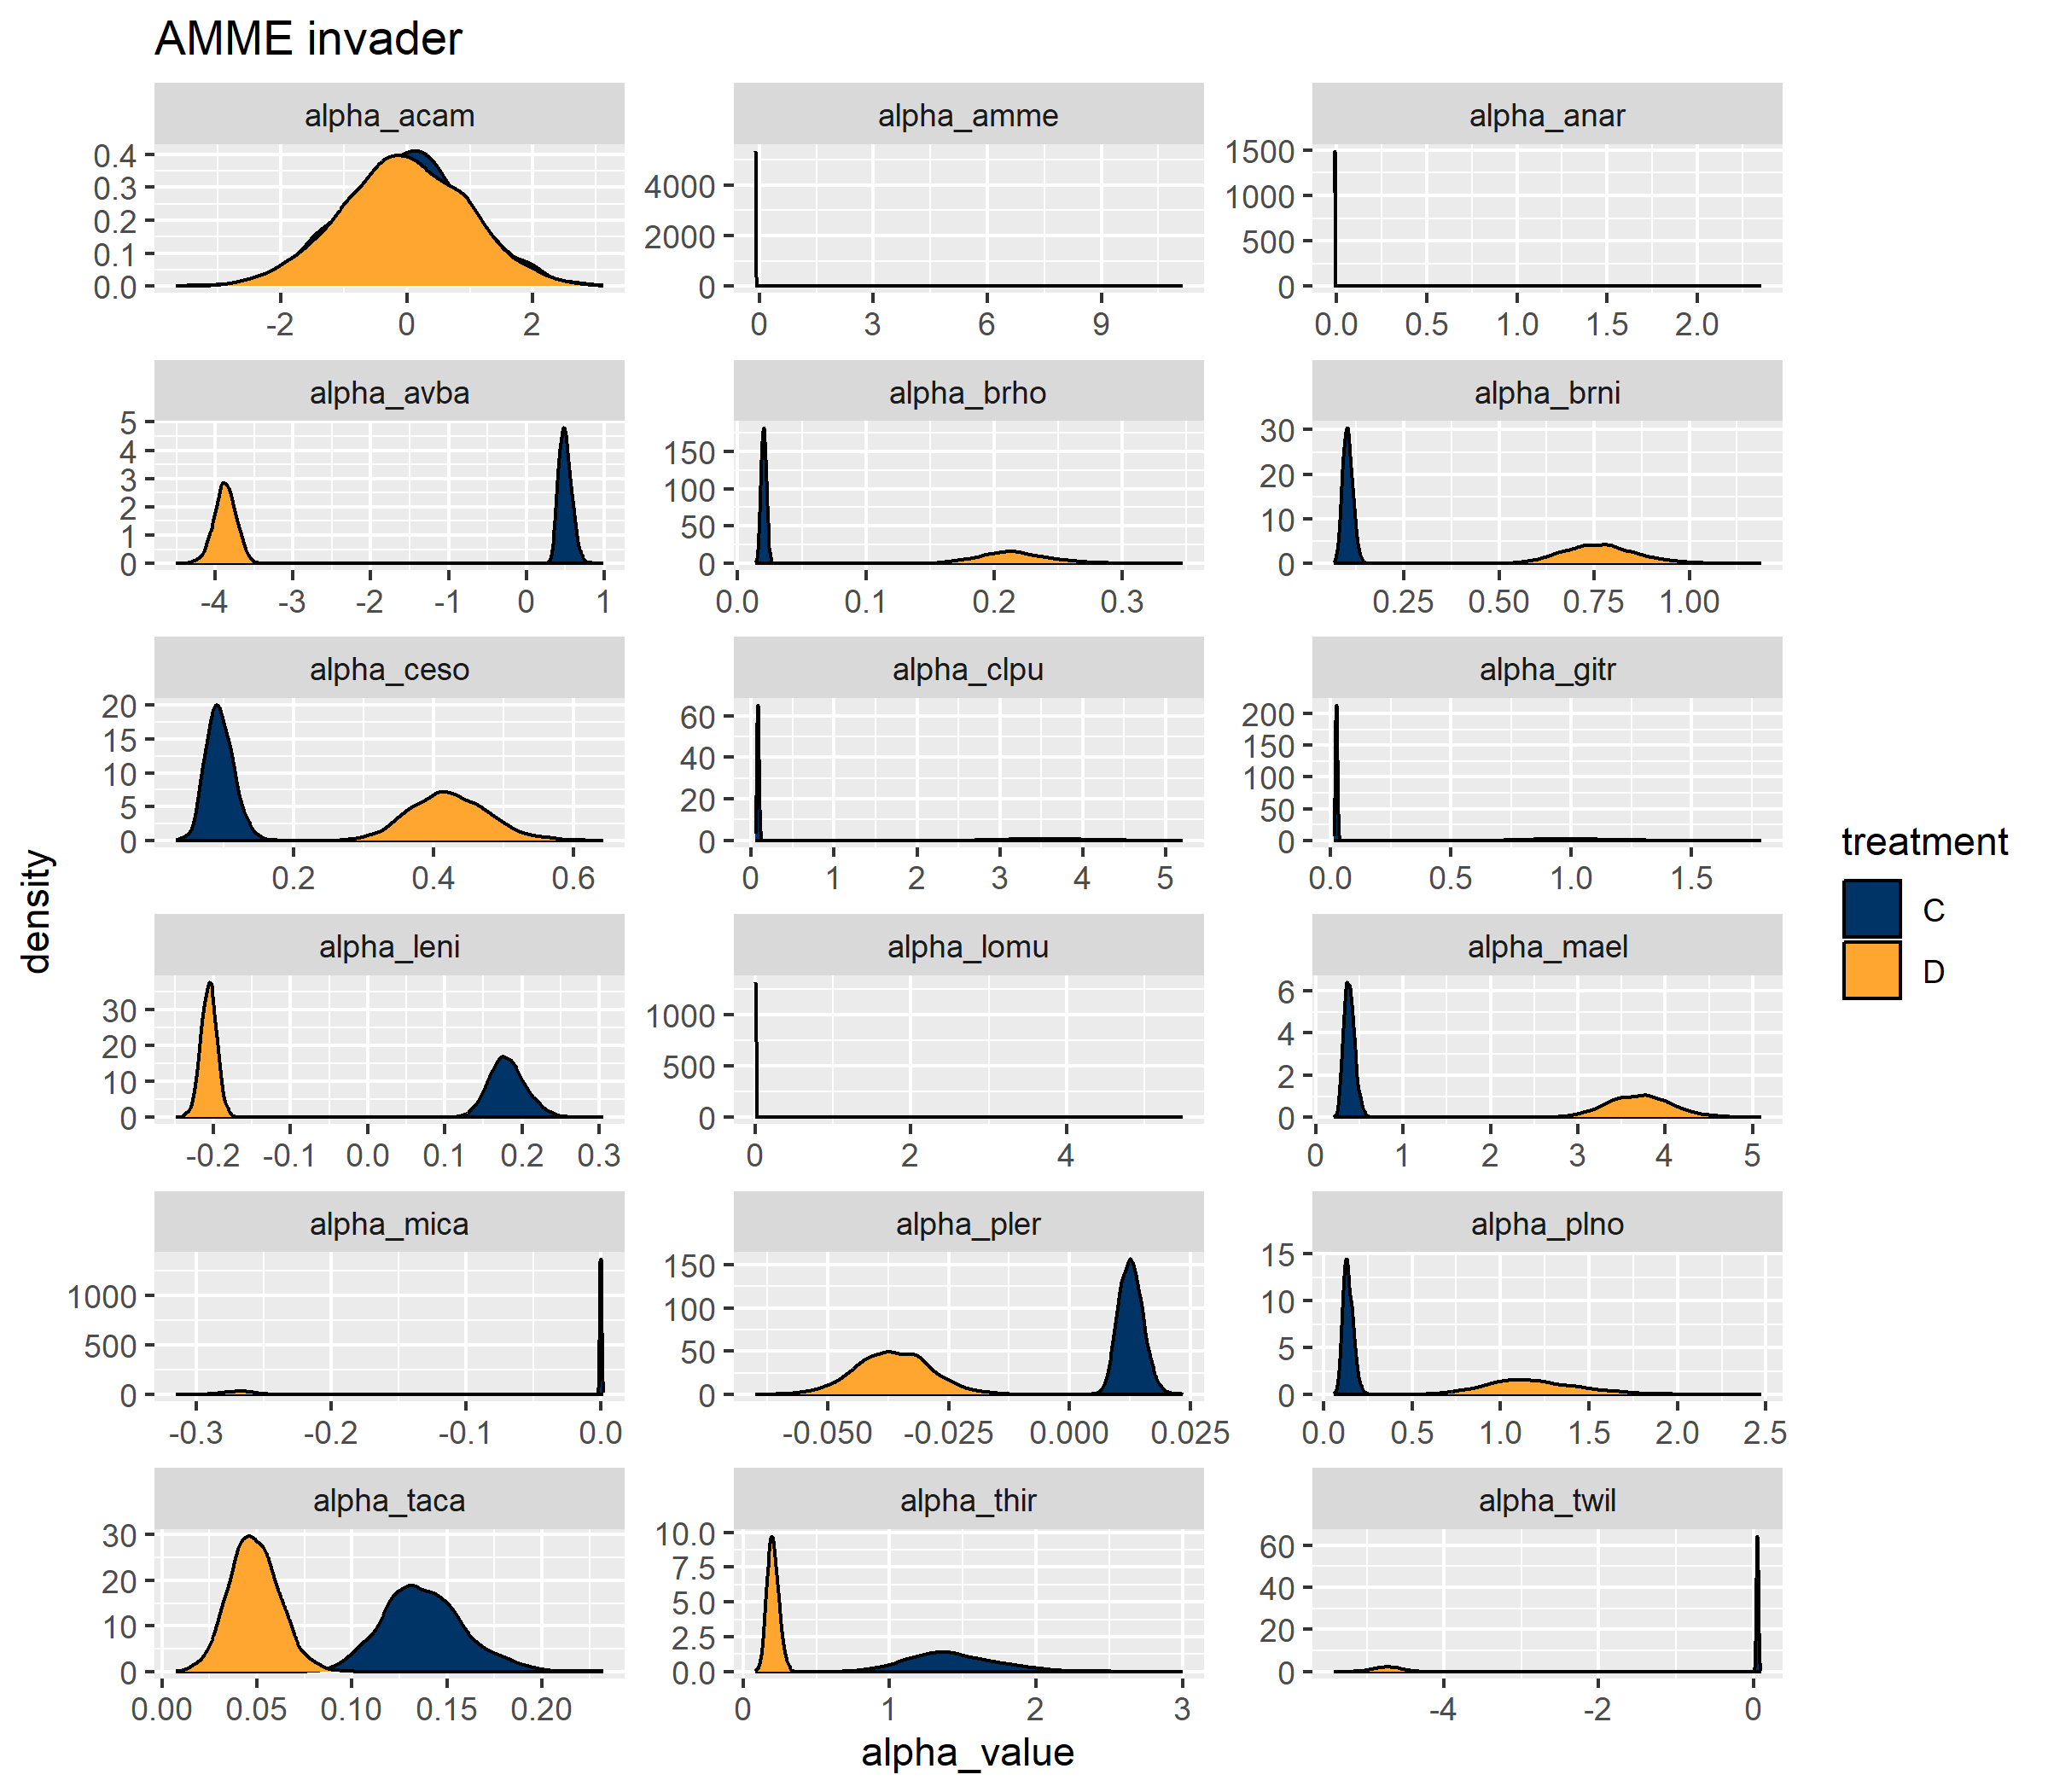 AMME invader
alpha_acam alpha_amme alpha_anar
0.4 0.3 0.2 0.1 0.0
4000 2000 0
1500 1000 500 0
-2 0 2
0 3 6 9
0.0 0.5 1.0 1.5 2.0
alpha_avba alpha_brho alpha_brni
5 4 3 2 1 0
150 100 50 0
30 20 10 0
-4 -3 -2 -1 0 1
0.0 0.1 0.2 0.3
0.25 0.50 0.75 1.00
alpha_ceso alpha_clpu alpha_gitr
20 15 10 5 0
60 40 20 0
200 150 100 50 0
0.2 0.4 0.6
0 1 2 3 4 5
0.0 0.5 1.0 1.5
alpha_leni alpha_lomu alpha_mael
30 20 10 0
1000 500 0
6 4 2 0
-0.2 -0.1 0.0 0.1 0.2 0.3
0 2 4
0 1 2 3 4 5
alpha_mica alpha_pler alpha_plno
1000 500 0
150 100 50 0
15 10 5 0
-0.3 -0.2 -0.1 0.0
-0.050 -0.025 0.000 0.025
0.0 0.5 1.0 1.5 2.0 2.5
alpha_taca alpha_thir alpha_twil
30 20 10 0
10.0 7.5 5.0 2.5 0.0
60 40 20 0
0.00 0.05 0.10 0.15 0.20
0 1 2 3
-4 -2 0
alpha_value
density
treatment
C
D